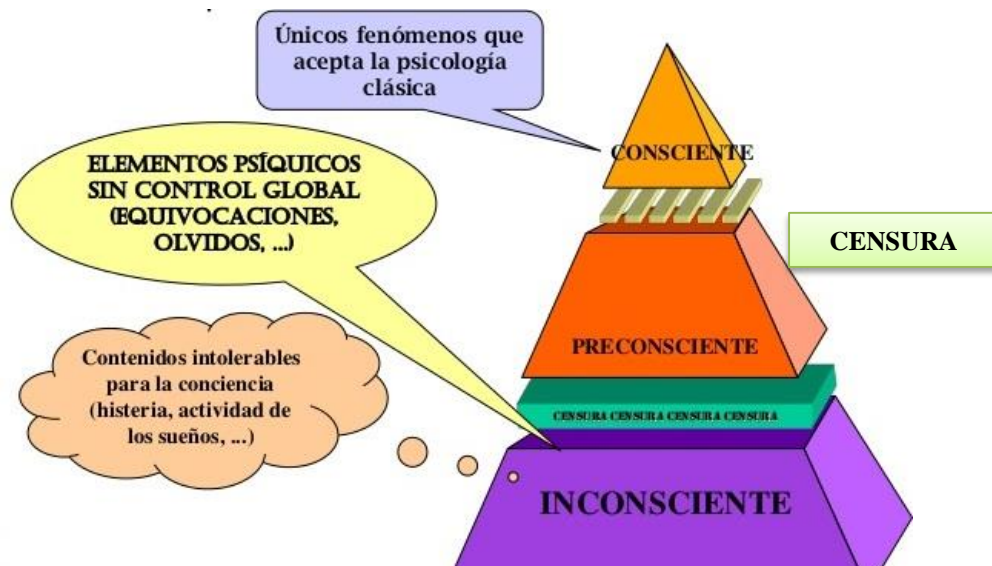 Únicos fenómenos que
acepta la psicología
clásica
CONSCIENTE
ELEMENTOS PSÍQUICOS
SIN CONTROL GLOBAL
(EQUIVOCACIONES,
OLVIDOS, ...)
CENSURA
PRECONSCIENTE
Contenidos intolerables
para la conciencia
(histeria, actividad de
los sueños, ...)
CENSURA CENSURA CENSURA CENSURA
INCONSCIENTE